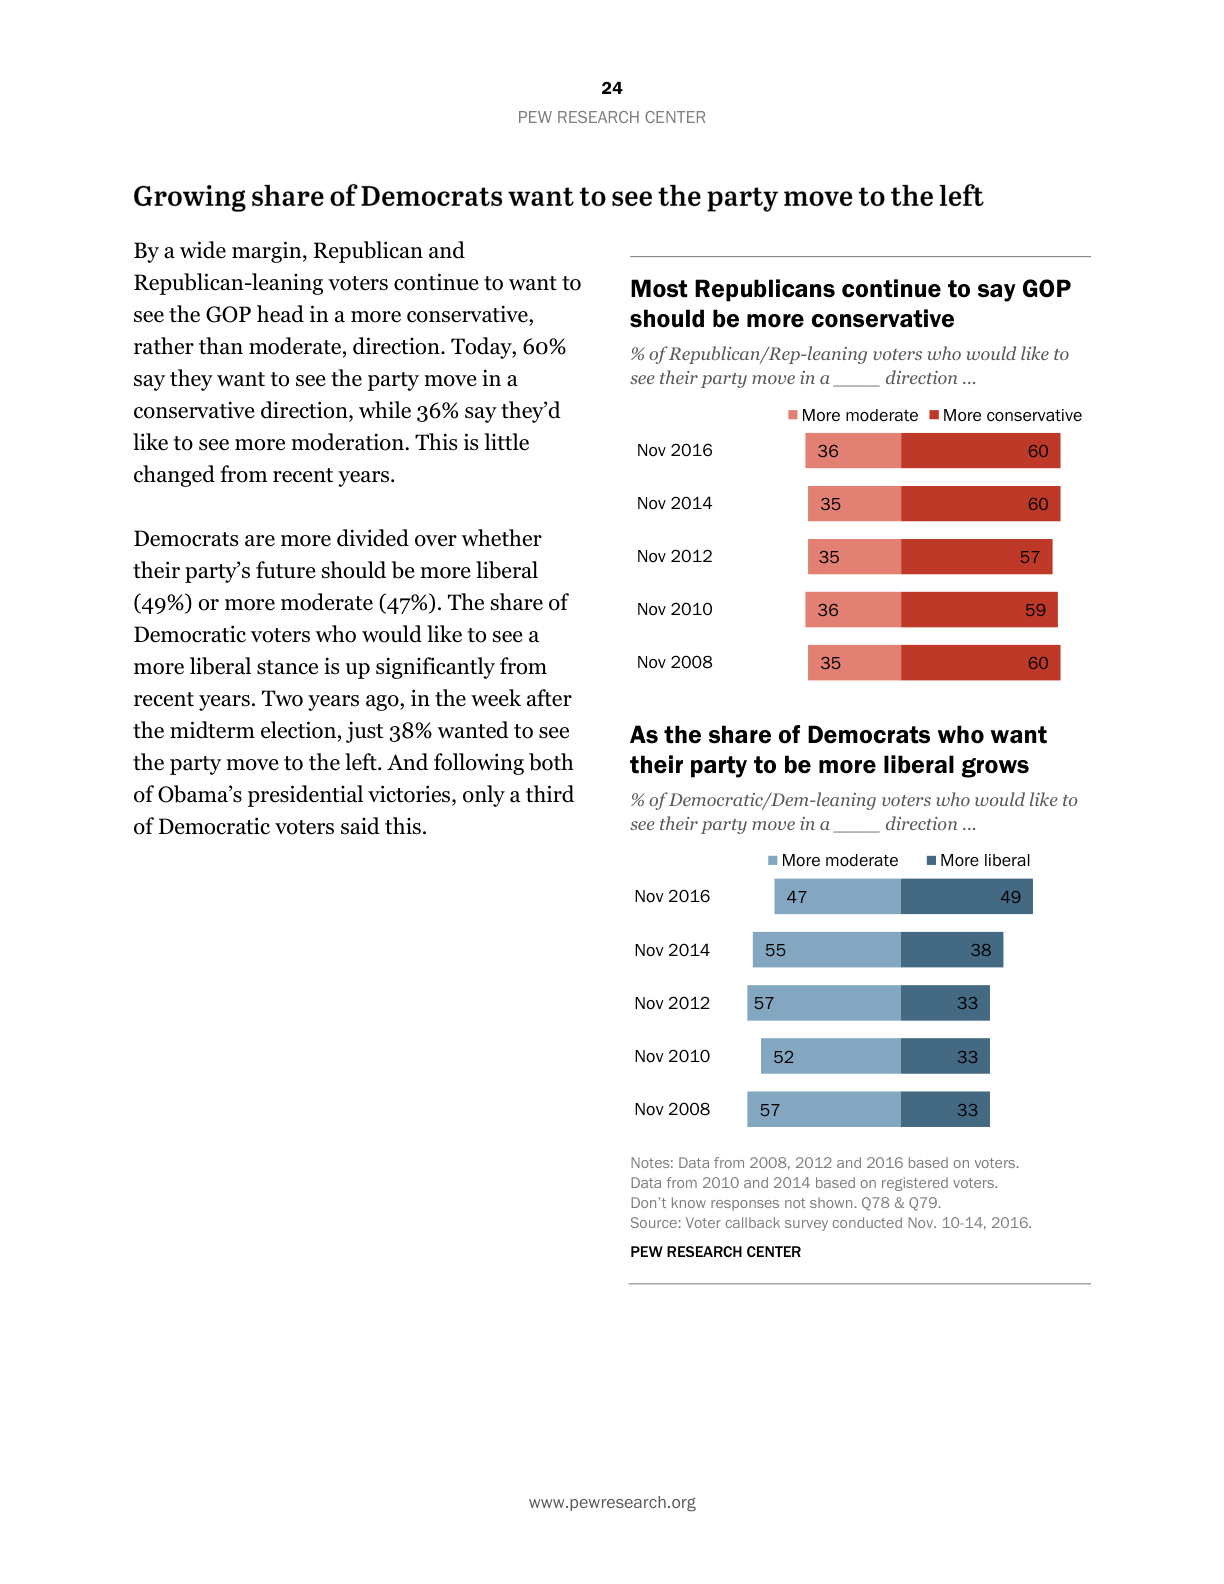 24
PEW RESEARCH CENTER
Growing share of Democrats want to see the party move to the left
By a wide margin, Republican and
Republican-leaning voters continue to want to
see the GOP head in a more conservative,
rather than moderate, direction. Today, 60%
say they want to see the party move in a
conservative direction, while 36% say they’d
like to see more moderation. This is little
changed from recent years.
Democrats are more divided over whether
their party’s future should be more liberal
(49%) or more moderate (47%). The share of
Democratic voters who would like to see a
more liberal stance is up significantly from
recent years. Two years ago, in the week after
the midterm election, just 38% wanted to see
the party move to the left. And following both
of Obama’s presidential victories, only a third
of Democratic voters said this.
Most Republicans continue to say GOP
should be more conservative
% of Republican/Rep-leaning voters who would like to
see their party move in a ____ direction ...
More moderate More conservative
Nov 2016 36 60
Nov 2014 35 60
Nov 2012 35 57
Nov 2010 36 59
Nov 2008 35 60
As the share of Democrats who want
their party to be more liberal grows
% of Democratic/Dem-leaning voters who would like to
see their party move in a ____ direction ...
More moderate More liberal
Nov 2016 47 49
Nov 2014 55 38
Nov 2012 57 33
Nov 2010 52 33
Nov 2008 57 33
Notes: Data from 2008, 2012 and 2016 based on voters.
Data from 2010 and 2014 based on registered voters.
Don’t know responses not shown. Q78 & Q79.
Source: Voter callback survey conducted Nov. 10-14, 2016.
PEW RESEARCH CENTER
www.pewresearch.org